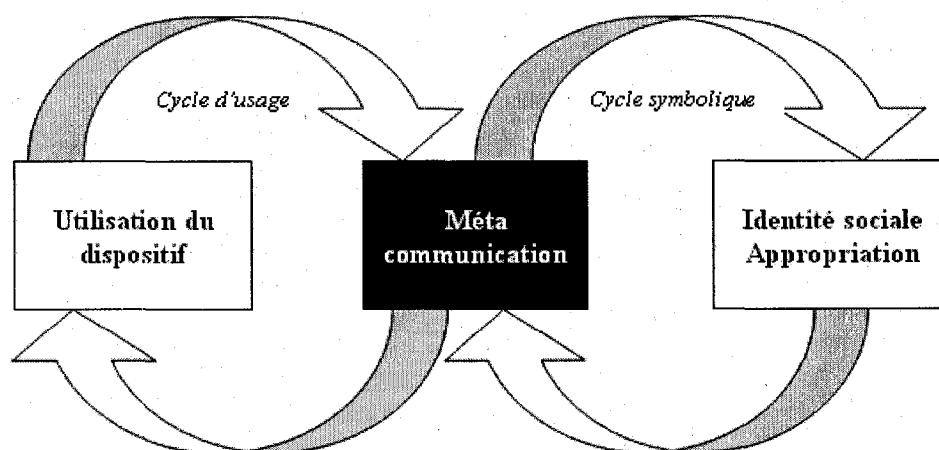 Cycle d'usage
Cycle symbolique
Utilisation du
dispositif
Méta
communication
Identité sociale
Appropriation